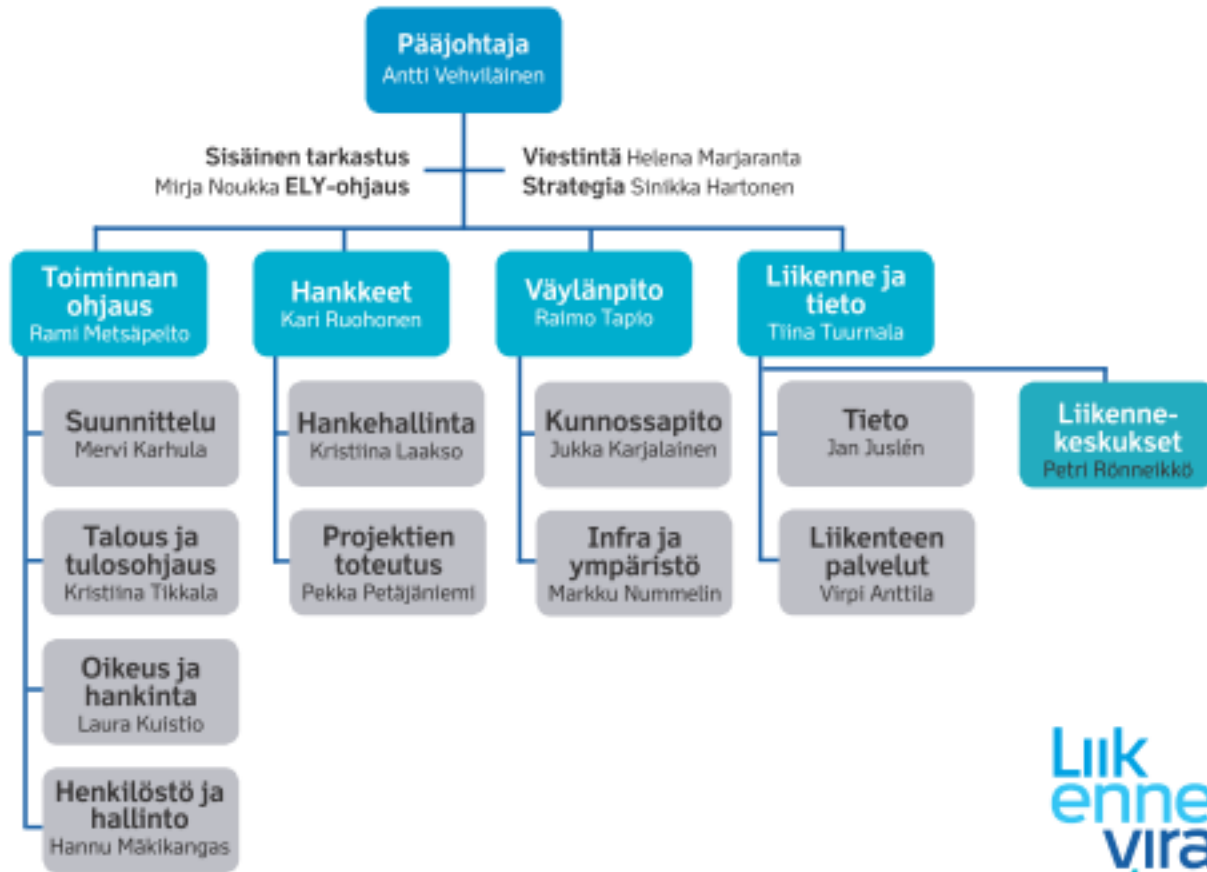 Pääjohtaja
Antti Vehviläinen
Sisäinen tarkastus
Mirja Noukka ELY-ohjaus
Viestintä Helena Marjaranta
Strategia Sinikka Hartonen
Toiminnan
ohjaus
Rami Metsäpelto
Hankkeet
Kari Ruohonen
Väylänpito
Raimo Tapio
Liikenne ja
tieto
Tiina Tuurnala
Suunnittelu
Mervi Karhula
Hankehallinta
Kristiina Laakso
Kunnossapito
Jukka Karjalainen
Tieto
Jan Juslén
Liikenne-
keskukset
Petri Rönneikkö
Talous ja
tulosohjaus
Kristiina Tikkala
Projektien
toteutus
Pekka Petäjäniemi
Infra ja
ympäristö
Markku Nummelin
Liikenteen
palvelut
Virpi Anttila
Oikeus ja
hankinta
Laura Kuistio
Henkilöstö ja
hallinto
Hannu Mäkikangas
Liik
enne
vira